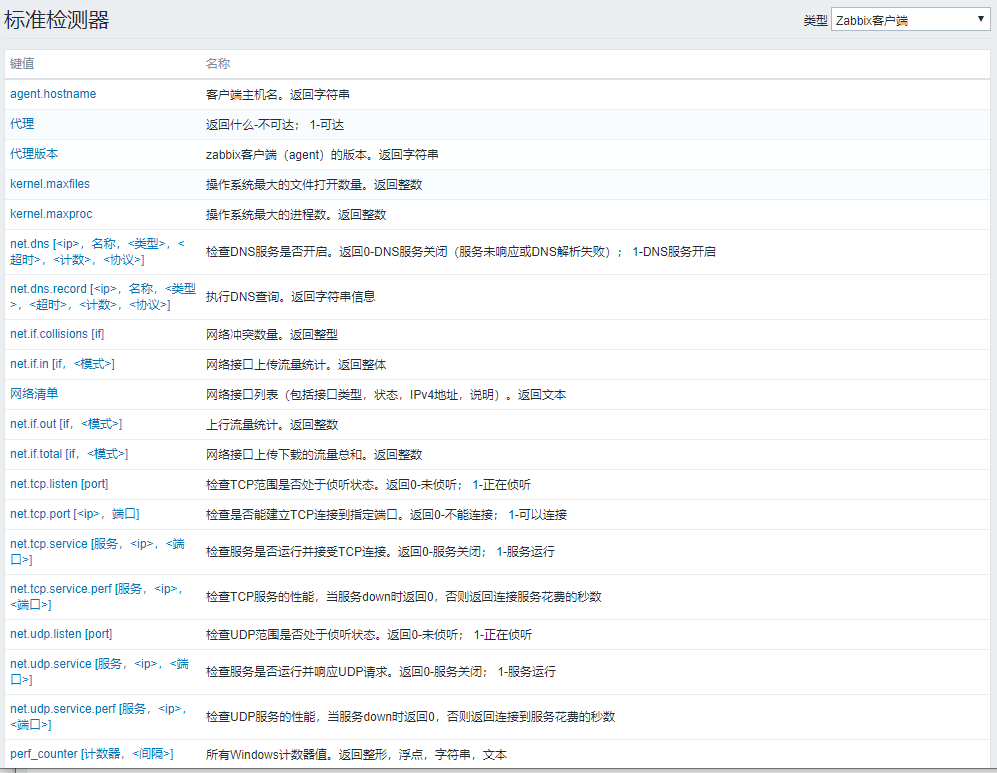 标准检测器
类型 Zabbix客户端
键值 名称
agent.hostname 客户端主机名。返回字符串
代理 返回什么-不可达； 1-可达
代理版本 zabbix客户端（agent）的版本。返回字符串
kernel.maxfiles 操作系统最大的文件打开数量。返回整数
kernel.maxproc 操作系统最大的进程数。返回整数
net.dns [<ip>，名称，<类型>，<
超时>，<计数>，<协议>]
检查DNS服务是否开启。返回0-DNS服务关闭（服务未响应或DNS解析失败）； 1-DNS服务开启
net.dns.record [<ip>，名称，<类型
>，<超时>，<计数>，<协议>]
执行DNS查询。返回字符串信息
net.if.collisions [if] 网络冲突数量。返回整型
net.if.in [if，<模式>] 网络接口上传流量统计。返回整体
网络清单 网络接口列表（包括接口类型，状态，IPv4地址，说明）。返回文本
net.if.out [if，<模式>] 上行流量统计。返回整数
net.if.total [if，<模式>] 网络接口上传下载的流量总和。返回整数
net.tcp.listen [port] 检查TCP范围是否处于侦听状态。返回0-未侦听； 1-正在侦听
net.tcp.port [<ip>，端口] 检查是否能建立TCP连接到指定端口。返回0-不能连接； 1-可以连接
net.tcp.service [服务，<ip>，<端
口>]
检查服务是否运行并接受TCP连接。返回0-服务关闭； 1-服务运行
net.tcp.service.perf [服务，<ip>，
<端口>]
检查TCP服务的性能，当服务down时返回0，否则返回连接服务花费的秒数
net.udp.listen [port] 检查UDP范围是否处于侦听状态。返回0-未侦听； 1-正在侦听
net.udp.service [服务，<ip>，<端
口>]
检查服务是否运行并响应UDP请求。返回0-服务关闭； 1-服务运行
net.udp.service.perf [服务，<ip>，
<端口>]
检查UDP服务的性能，当服务down时返回0，否则返回连接到服务花费的秒数
perf_counter [计数器，<间隔>] 所有Windows计数器值。返回整形，浮点，字符串，文本